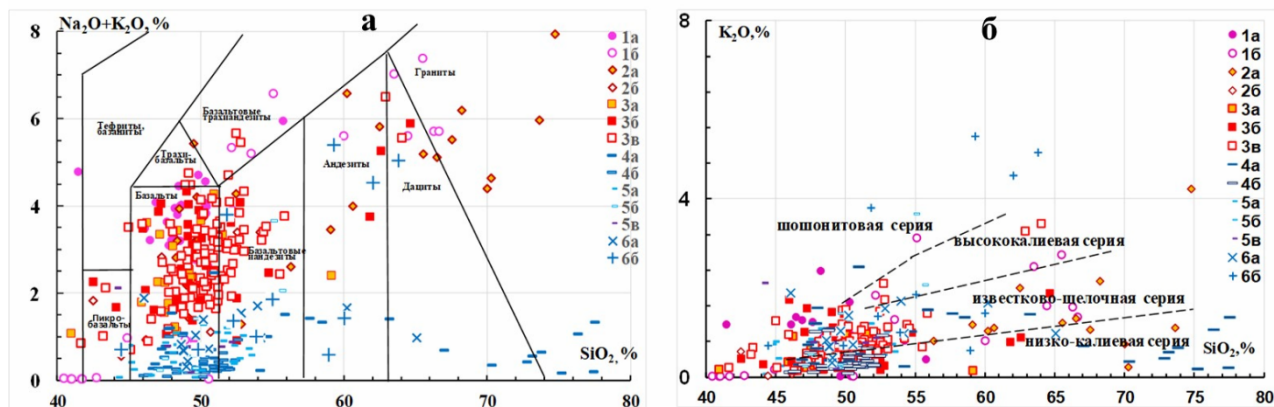 Na₂O+K₂O, %
а
8
6
4
2
0
40
50
60
70
80
SiO₂, %
Тефриты,
базаниты
Трахи-
базальты
Базальтовые
трахиандезиты
Базальты
Пикро-
базальты
Базальтовые
андезиты
Андезиты
Дациты
Граниты
1а
1б
2а
2б
3а
3б
3в
4а
4б
5а
5б
5в
6а
6б
K₂O,%
б
8
4
0
40
45
50
55
60
65
70
75
80
SiO₂,%
шошонитовая серия
высококалиевая серия
известково-щелочная серия
низко-калиевая серия
1а
1б
2а
2б
3а
3б
3в
4а
4б
5а
5б
5в
6а
6б